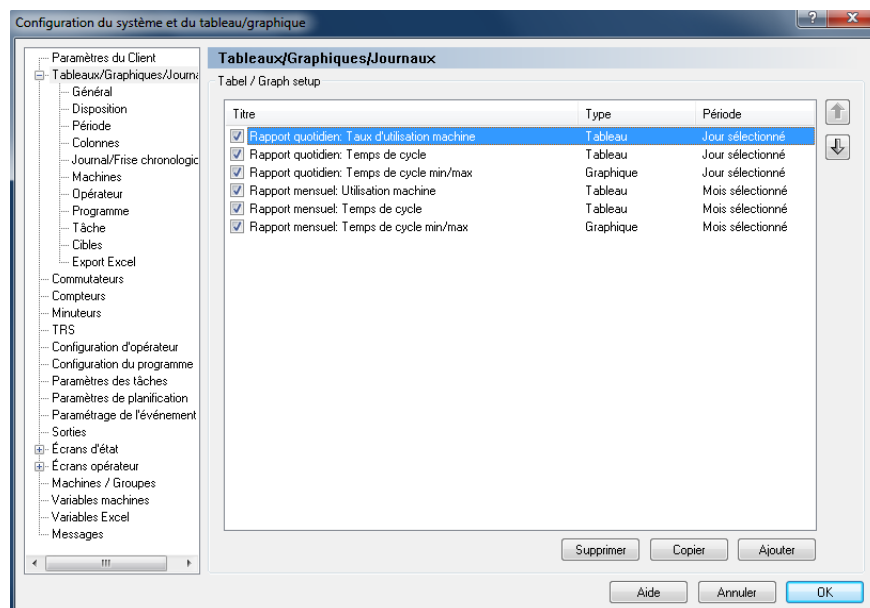 Configuration du système et du tableau/graphique
Paramètres du Client
Tableaux/Graphiques/Journa
Général
Disposition
Période
Colonnes
Journal/Frise chronologic
Machines
Opérateur
Programme
Tâche
Cibles
Export Excel
Commutateurs
Compteurs
Minuteurs
TRS
Configuration d'opérateur
Configuration du programme
Paramètres des tâches
Paramètres de planification
Paramétrage de l'événement
Sorties
Écrans d'état
Écrans opérateur
Machines / Groupes
Variables machines
Variables Excel
Messages
Tableaux/Graphiques/Journaux
Tabel / Graph setup
Titre Type Période
Rapport quotidien: Taux d'utilisation machine Tableau Jour sélectionné
Rapport quotidien: Temps de cycle Tableau Jour sélectionné
Rapport quotidien: Temps de cycle min/max Graphique Jour sélectionné
Rapport mensuel: Utilisation machine Tableau Mois sélectionné
Rapport mensuel: Temps de cycle Tableau Mois sélectionné
Rapport mensuel: Temps de cycle min/max Graphique Mois sélectionné
Supprimer Copier Ajouter
Aide Annuler OK